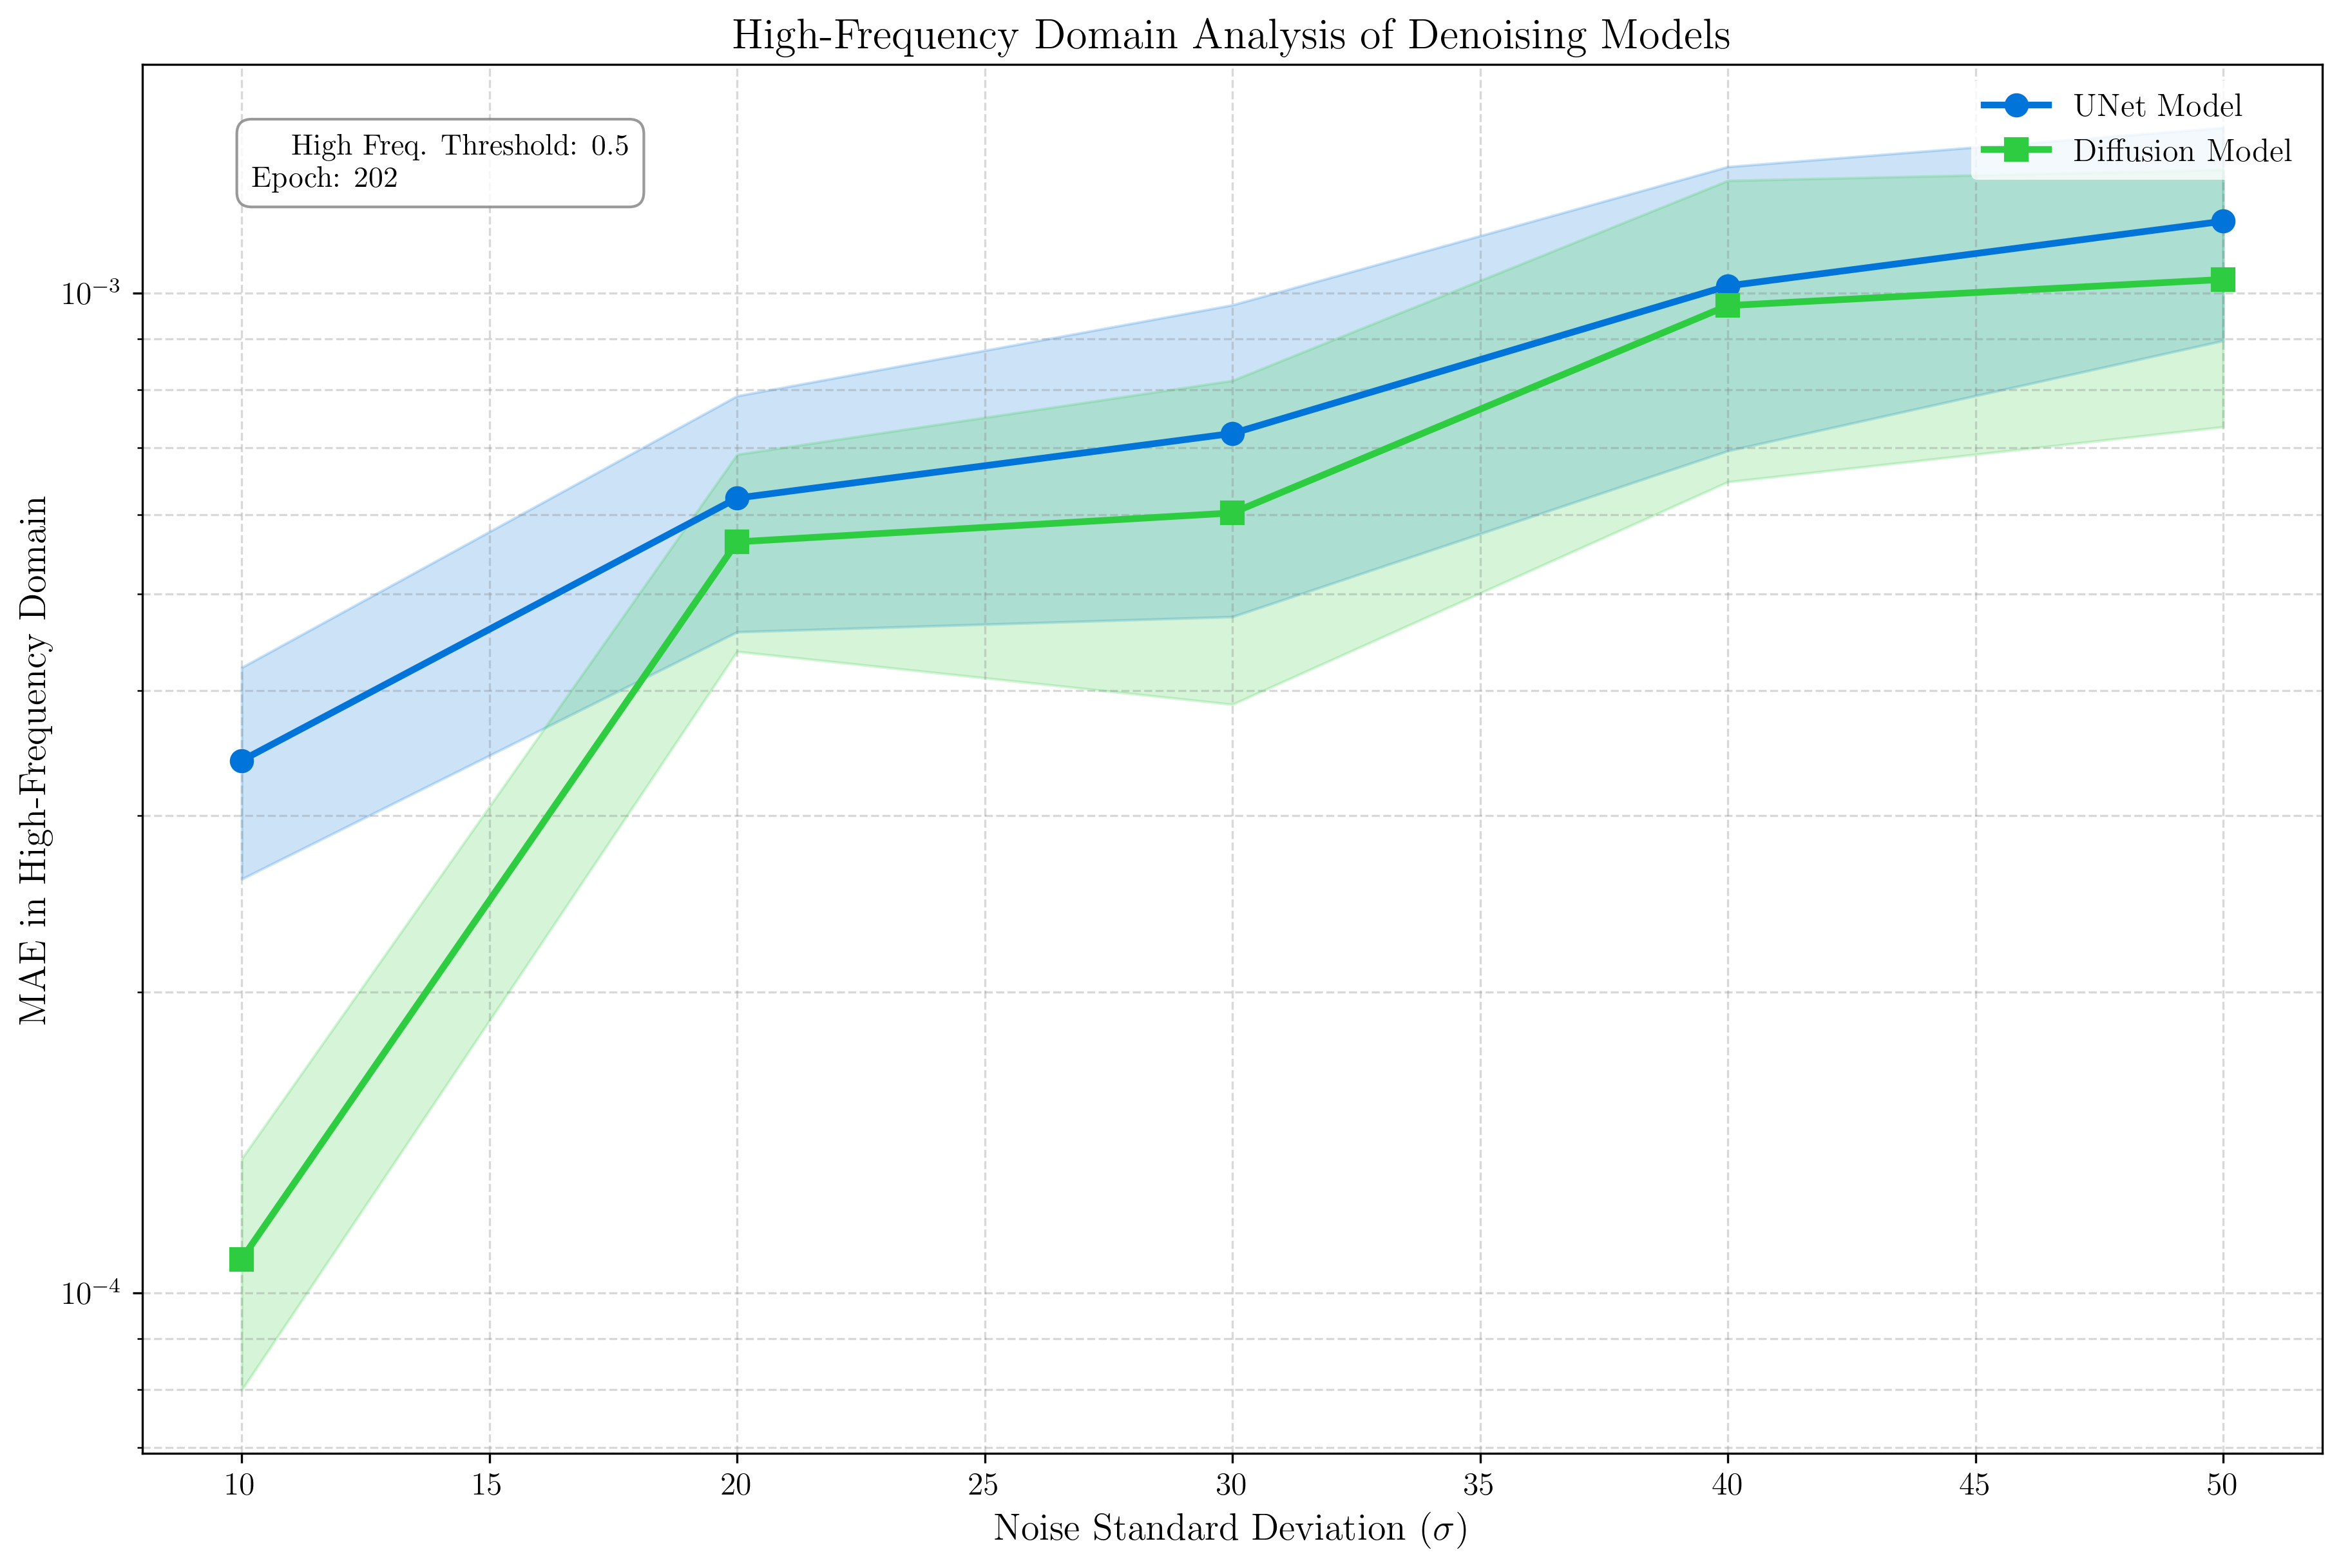 High-Frequency Domain Analysis of Denoising Models
High Freq. Threshold: 0.5
Epoch: 202
UNet Model
Diffusion Model
MAE in High-Frequency Domain
10⁻³
10⁻⁴
10 15 20 25 30 35 40 45 50
Noise Standard Deviation (σ)